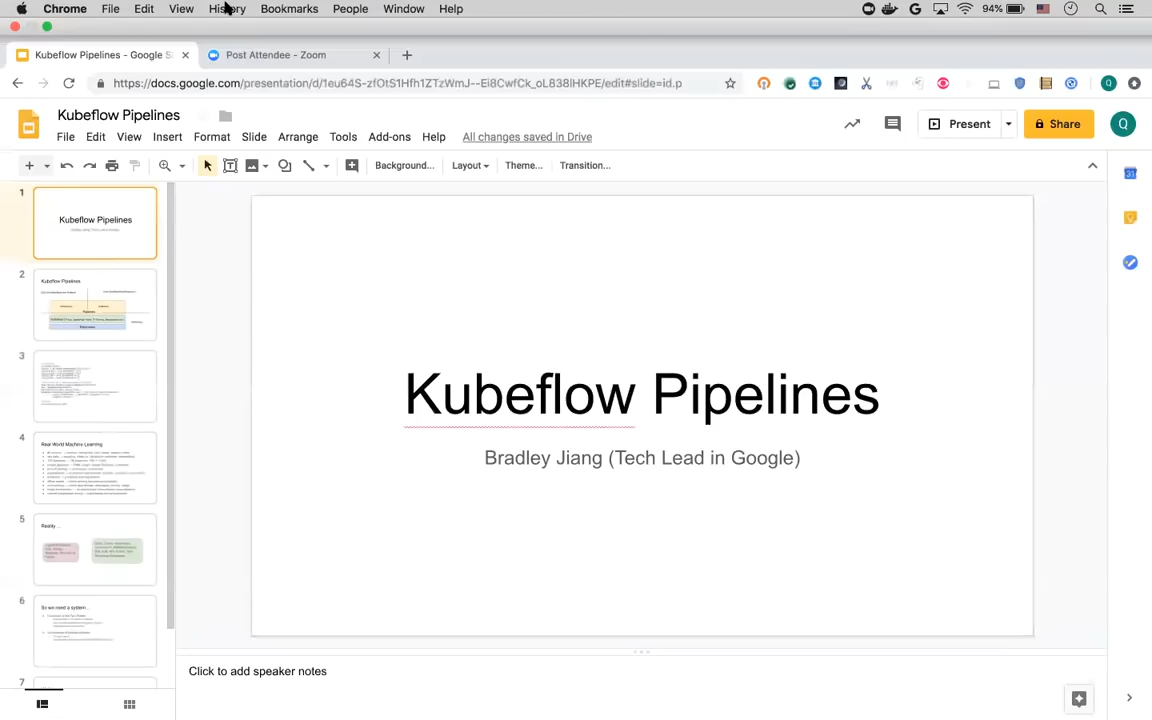 Chrome File Edit View History Bookmarks People Window Help 94%
Kubeflow Pipelines - Google S
Post Attendee - Zoom
https://docs.google.com/presentation/d/1eu64S-zfOtS1Hfh1ZTzWmJ--Ei8CwfCk_oL838lHKPE/edit#slide=id.p
Kubeflow Pipelines
File Edit View Insert Format Slide Arrange Tools Add-ons Help All changes saved in Drive
Present
Share
Q
Background...
Layout
Theme...
Transition...
1
Kubeflow Pipelines
2
Kubeflow Pipelines
3
4
Real World Machine Learning
5
Reality ...
6
So we need a system...
7
Kubeflow Pipelines
Bradley Jiang (Tech Lead in Google)
Click to add speaker notes